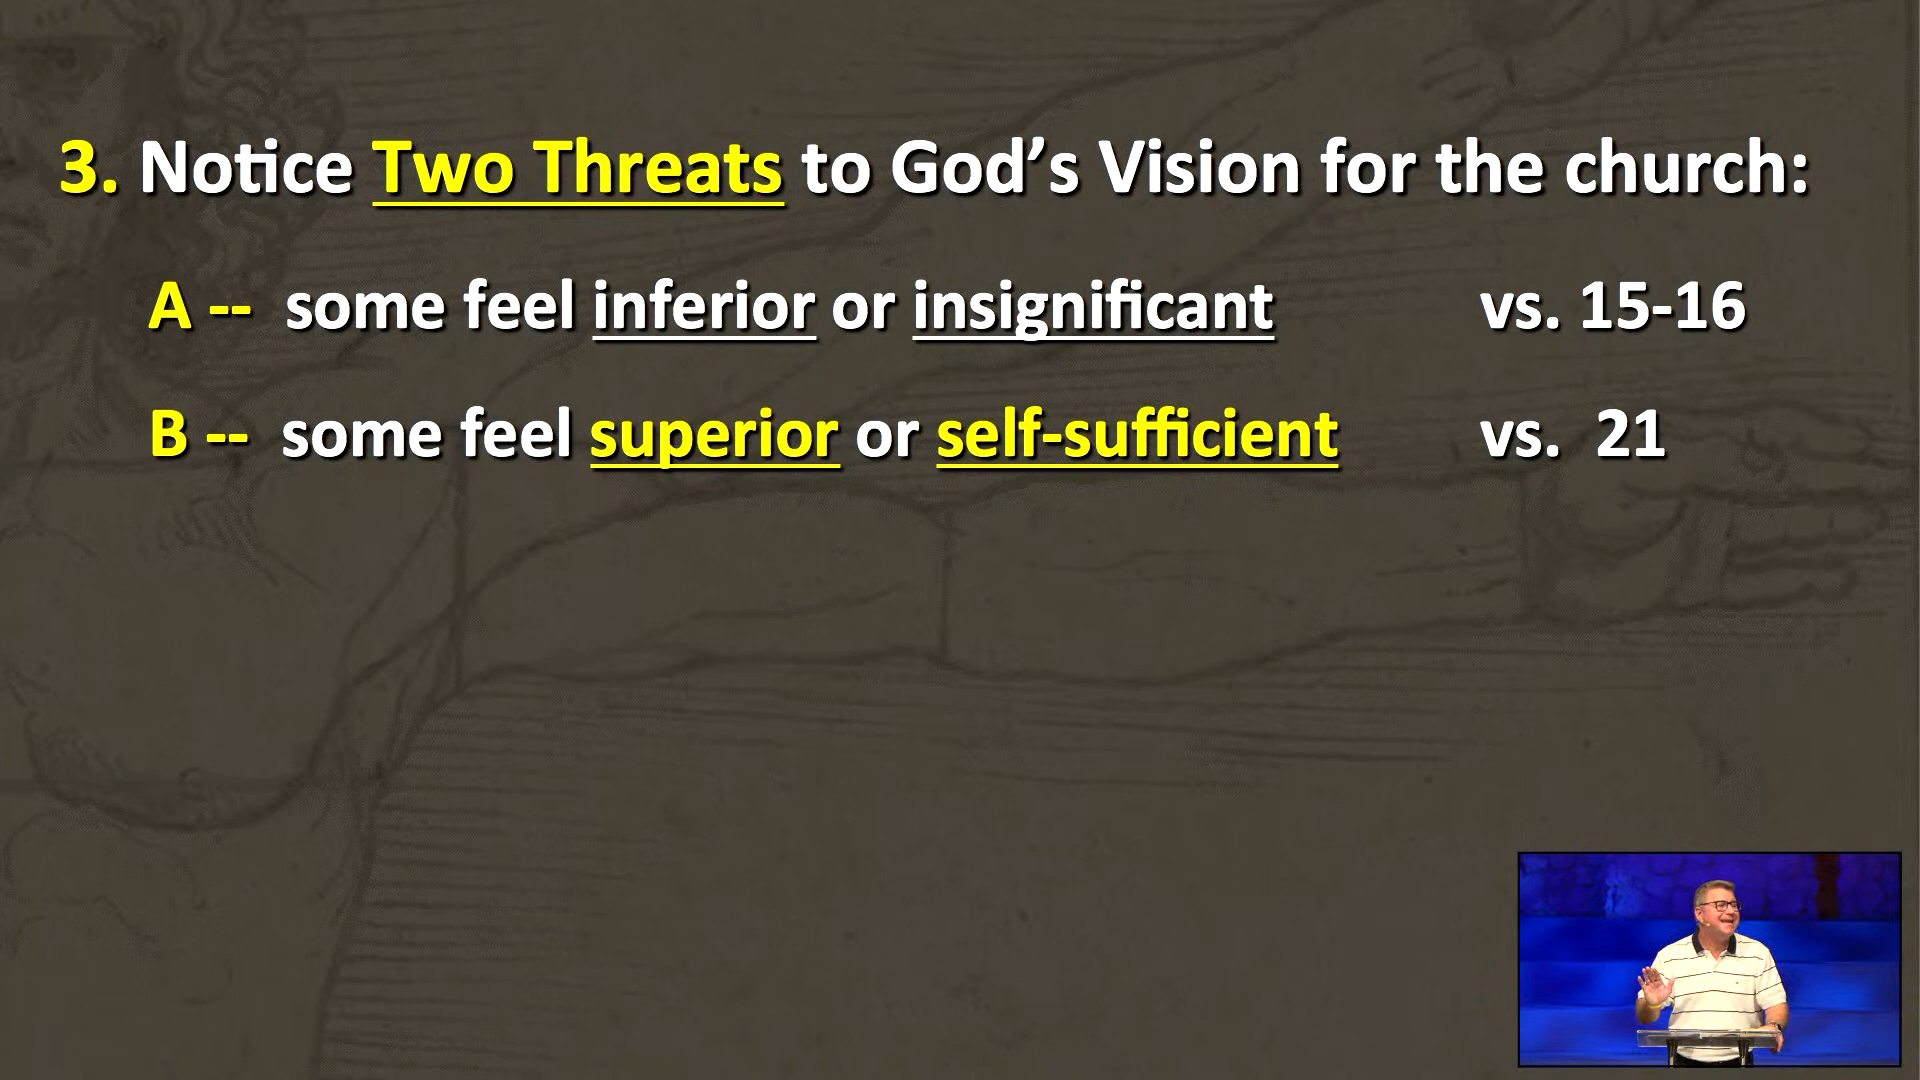 3. Notice Two Threats to God’s Vision for the church:
A -- some feel inferior or insignificant vs. 15-16
B -- some feel superior or self-sufficient vs. 21